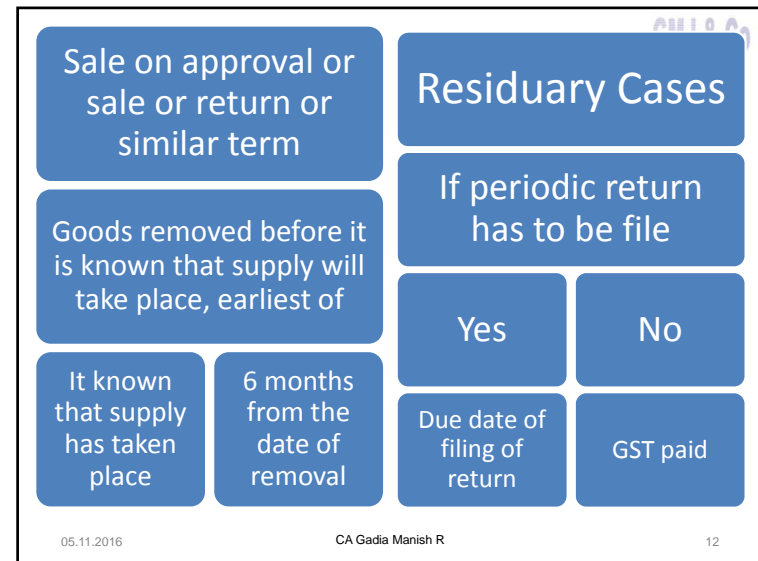 Sale on approval or
sale or return or
similar term
Goods removed before it
is known that supply will
take place, earliest of
It known
that supply
has taken
place
6 months
from the
date of
removal
Residuary Cases
If periodic return
has to be file
Yes
No
Due date of
filing of
return
GST paid
05.11.2016
CA Gadia Manish R
12